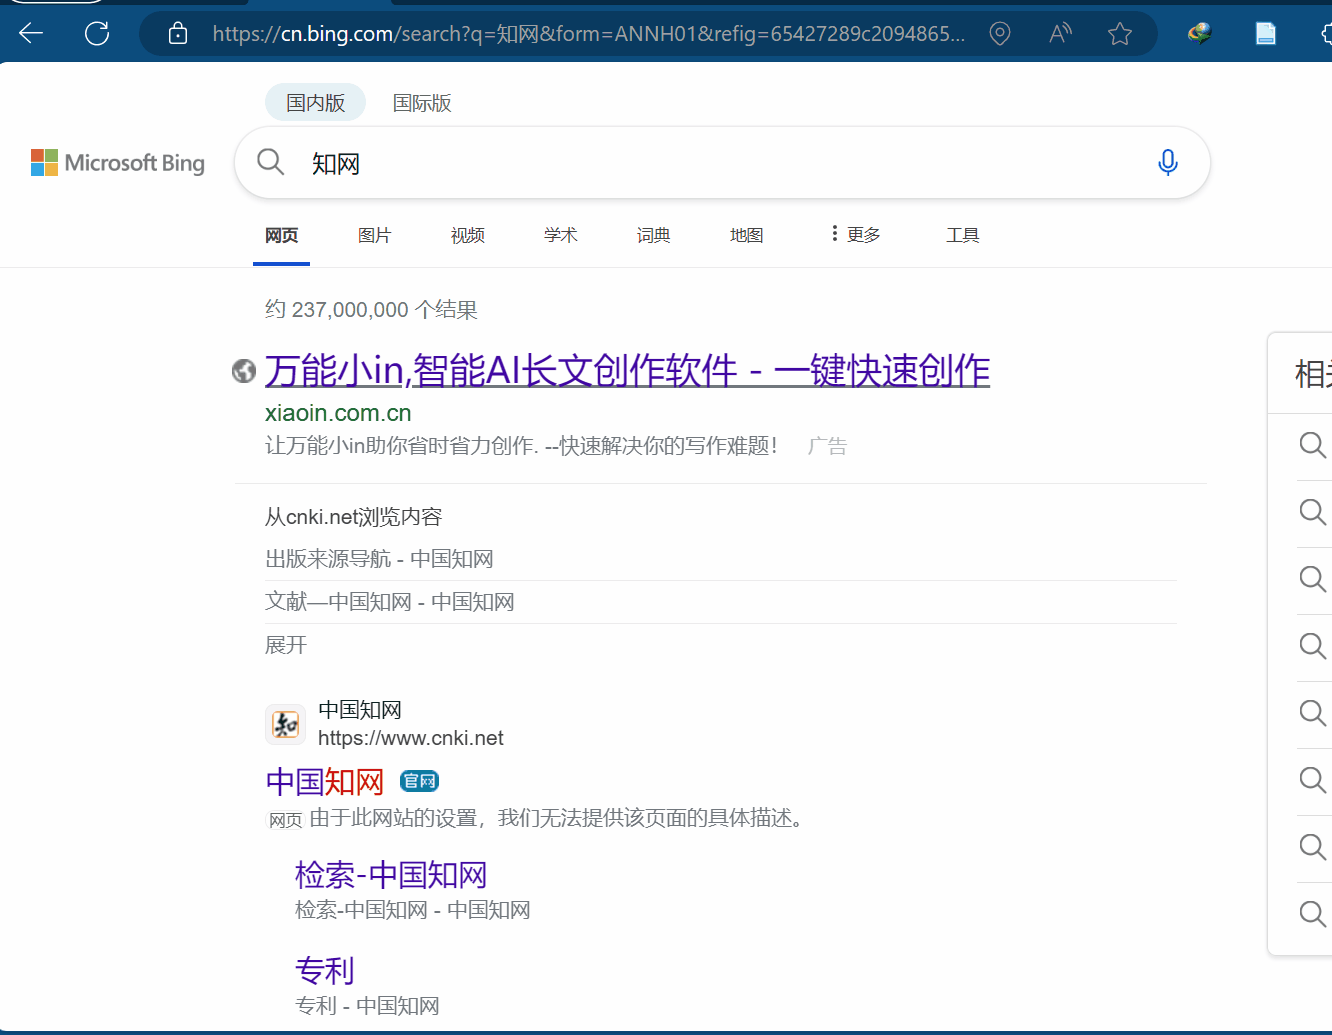 https://cn.bing.com/search?q=知网&form=ANNH01&refig=65427289c2094865...
国内版 国际版
Microsoft Bing
知网
网页 图片 视频 学术 词典 地图 更多 工具
约 237,000,000 个结果
万能小in,智能AI长文创作软件 - 一键快速创作
xiaoin.com.cn
让万能小in助你省时省力创作. --快速解决你的写作难题! 广告
从cnki.net浏览内容
出版来源导航 - 中国知网
文献—中国知网 - 中国知网
展开
知
中国知网
https://www.cnki.net
中国知网 官网
网页 由于此网站的设置，我们无法提供该页面的具体描述。
检索-中国知网
检索-中国知网 - 中国知网
专利
专利 - 中国知网